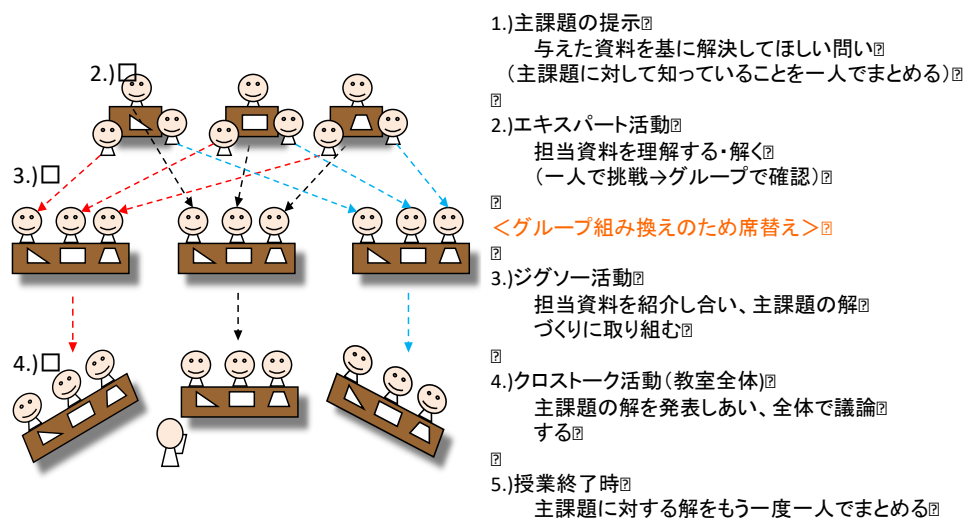 2.)□
3.)□
4.)□
1.)主課題の提示
与えた資料を基に解決してほしい問い
(主課題に対して知っていることを一人でまとめる)
2.)エキスパート活動
担当資料を理解する・解く
(一人で挑戦→グループで確認)
<グループ組み換えのため席替え>
3.)ジグソー活動
担当資料を紹介し合い、主課題の解
づくりに取り組む
4.)クロストーク活動(教室全体)
主課題の解を発表しあい、全体で議論
する
5.)授業終了時
主課題に対する解をもう一度一人でまとめる